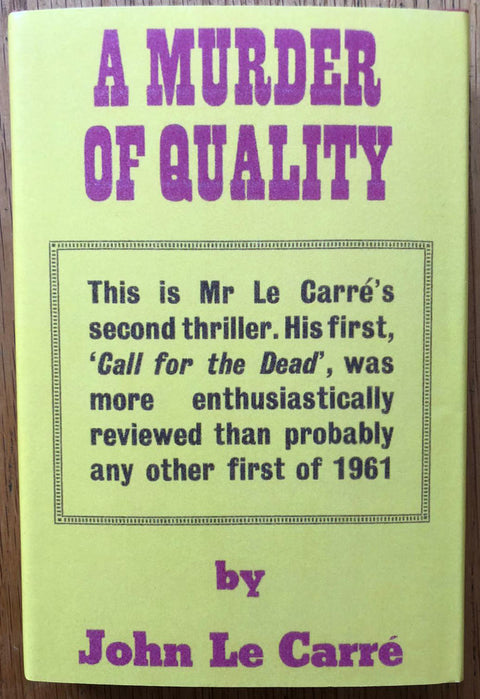 A MURDER
OF QUALITY
This is Mr Le Carré's
second thriller. His first,
'Call for the Dead', was
more enthusiastically
reviewed than probably
any other first of 1961
by
John Le Carré